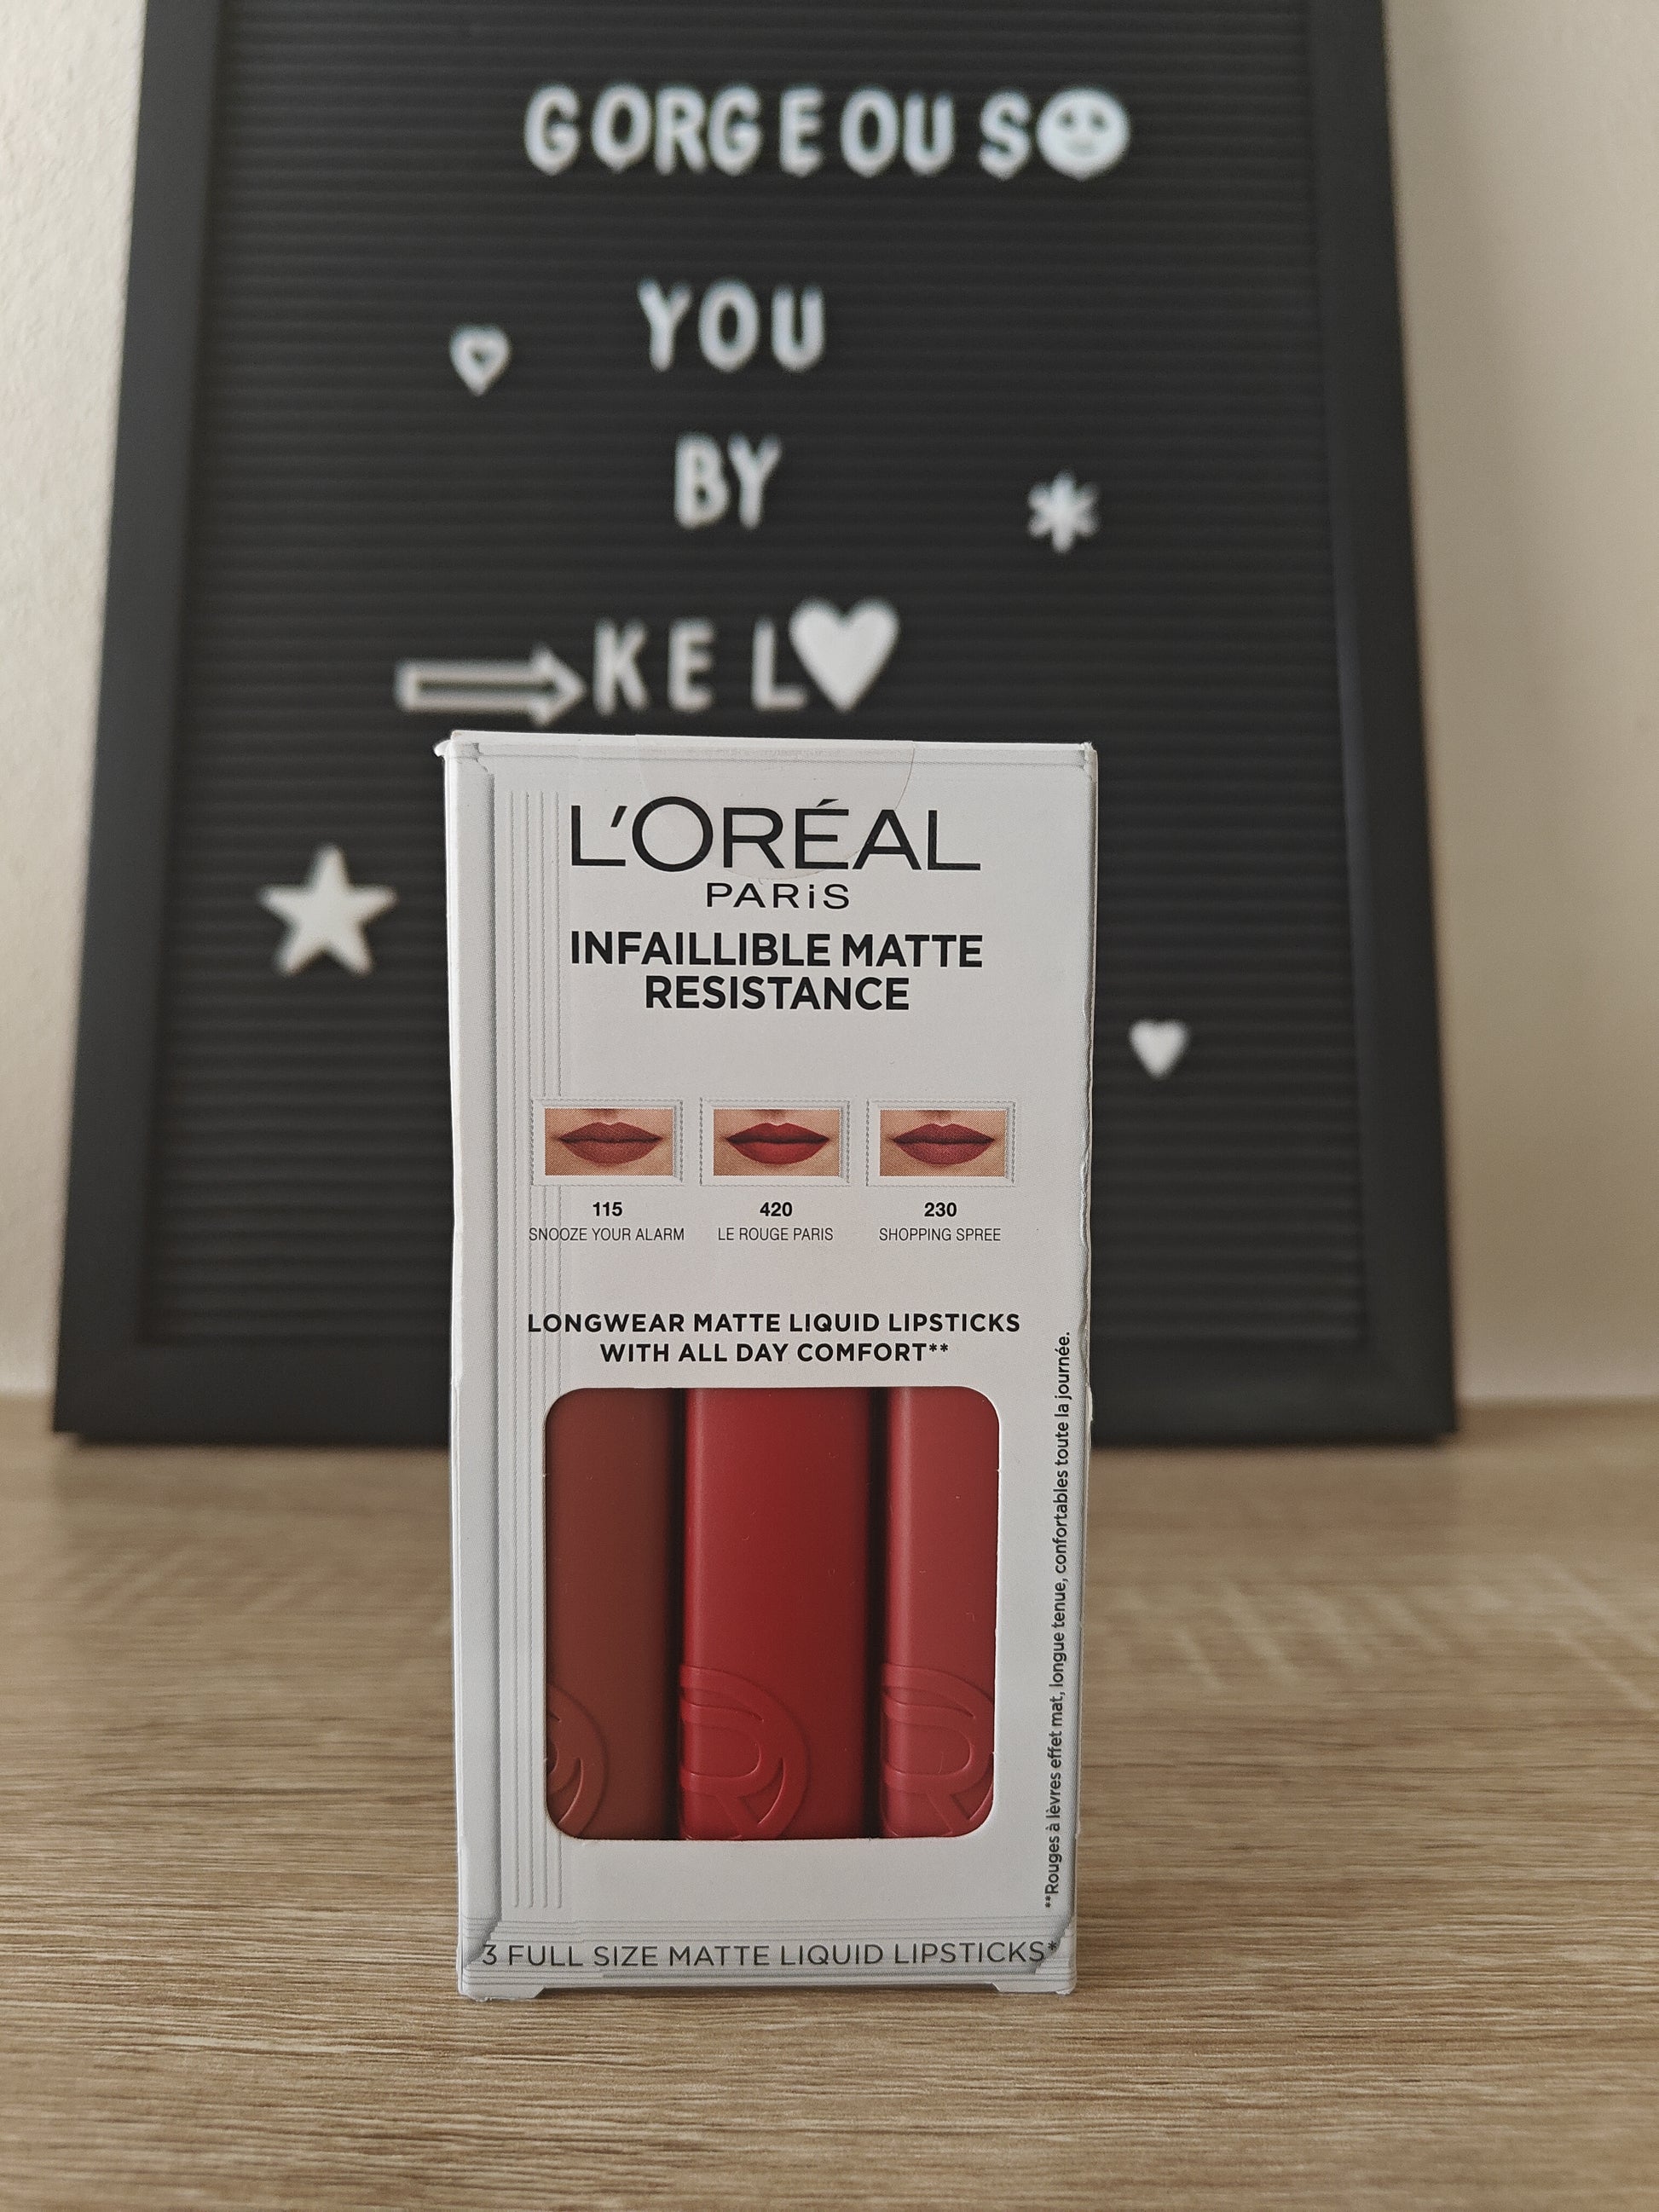 GORGEOUS
YOU
BY
KEL
L'ORÉAL
PARiS
INFAILLIBLE MATTE
RESISTANCE
115
SNOOZE YOUR ALARM
420
LE ROUGE PARIS
230
SHOPPING SPREE
LONGWEAR MATTE LIQUID LIPSTICKS
WITH ALL DAY COMFORT**
**Rouges à lèvres effet mat, longue tenue, confortables toute la journée.
3 FULL SIZE MATTE LIQUID LIPSTICKS*